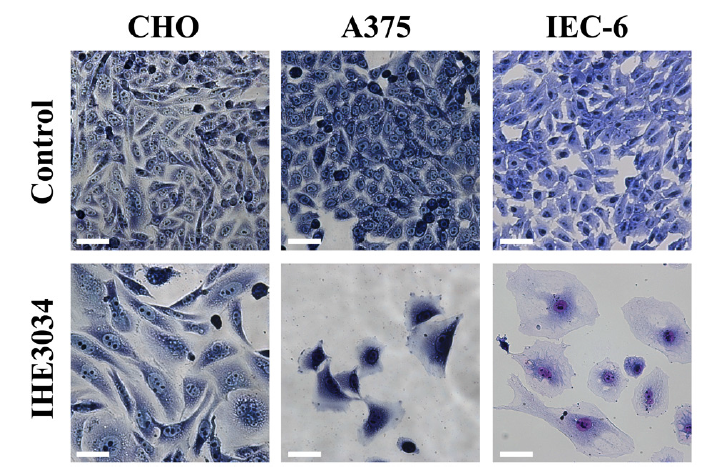 CHO A375 IEC-6
Control
IHE3034